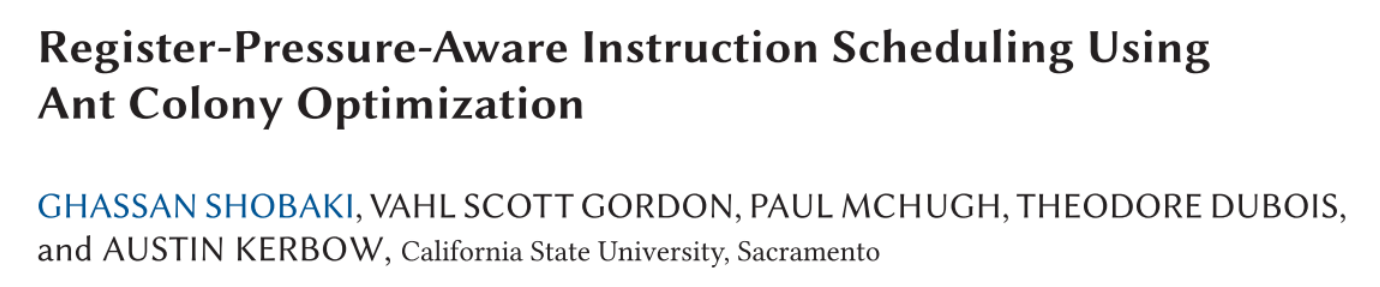 Register-Pressure-Aware Instruction Scheduling Using
Ant Colony Optimization
GHASSAN SHOBAKI, VAHL SCOTT GORDON, PAUL MCHUGH, THEODORE DUBOIS,
and AUSTIN KERBOW, California State University, Sacramento